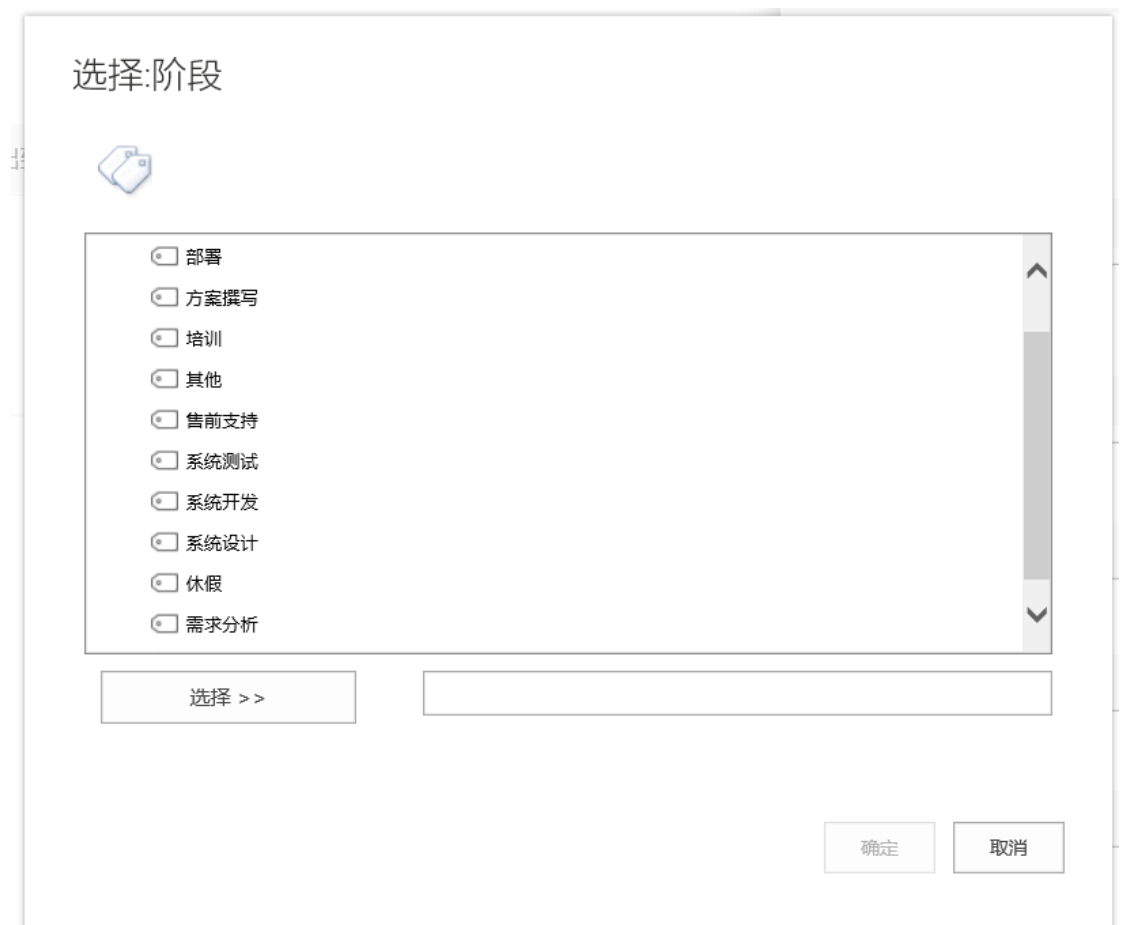 选择:阶段
部署
方案撰写
培训
其他
售前支持
系统测试
系统开发
系统设计
休假
需求分析
选择 >>
确定
取消